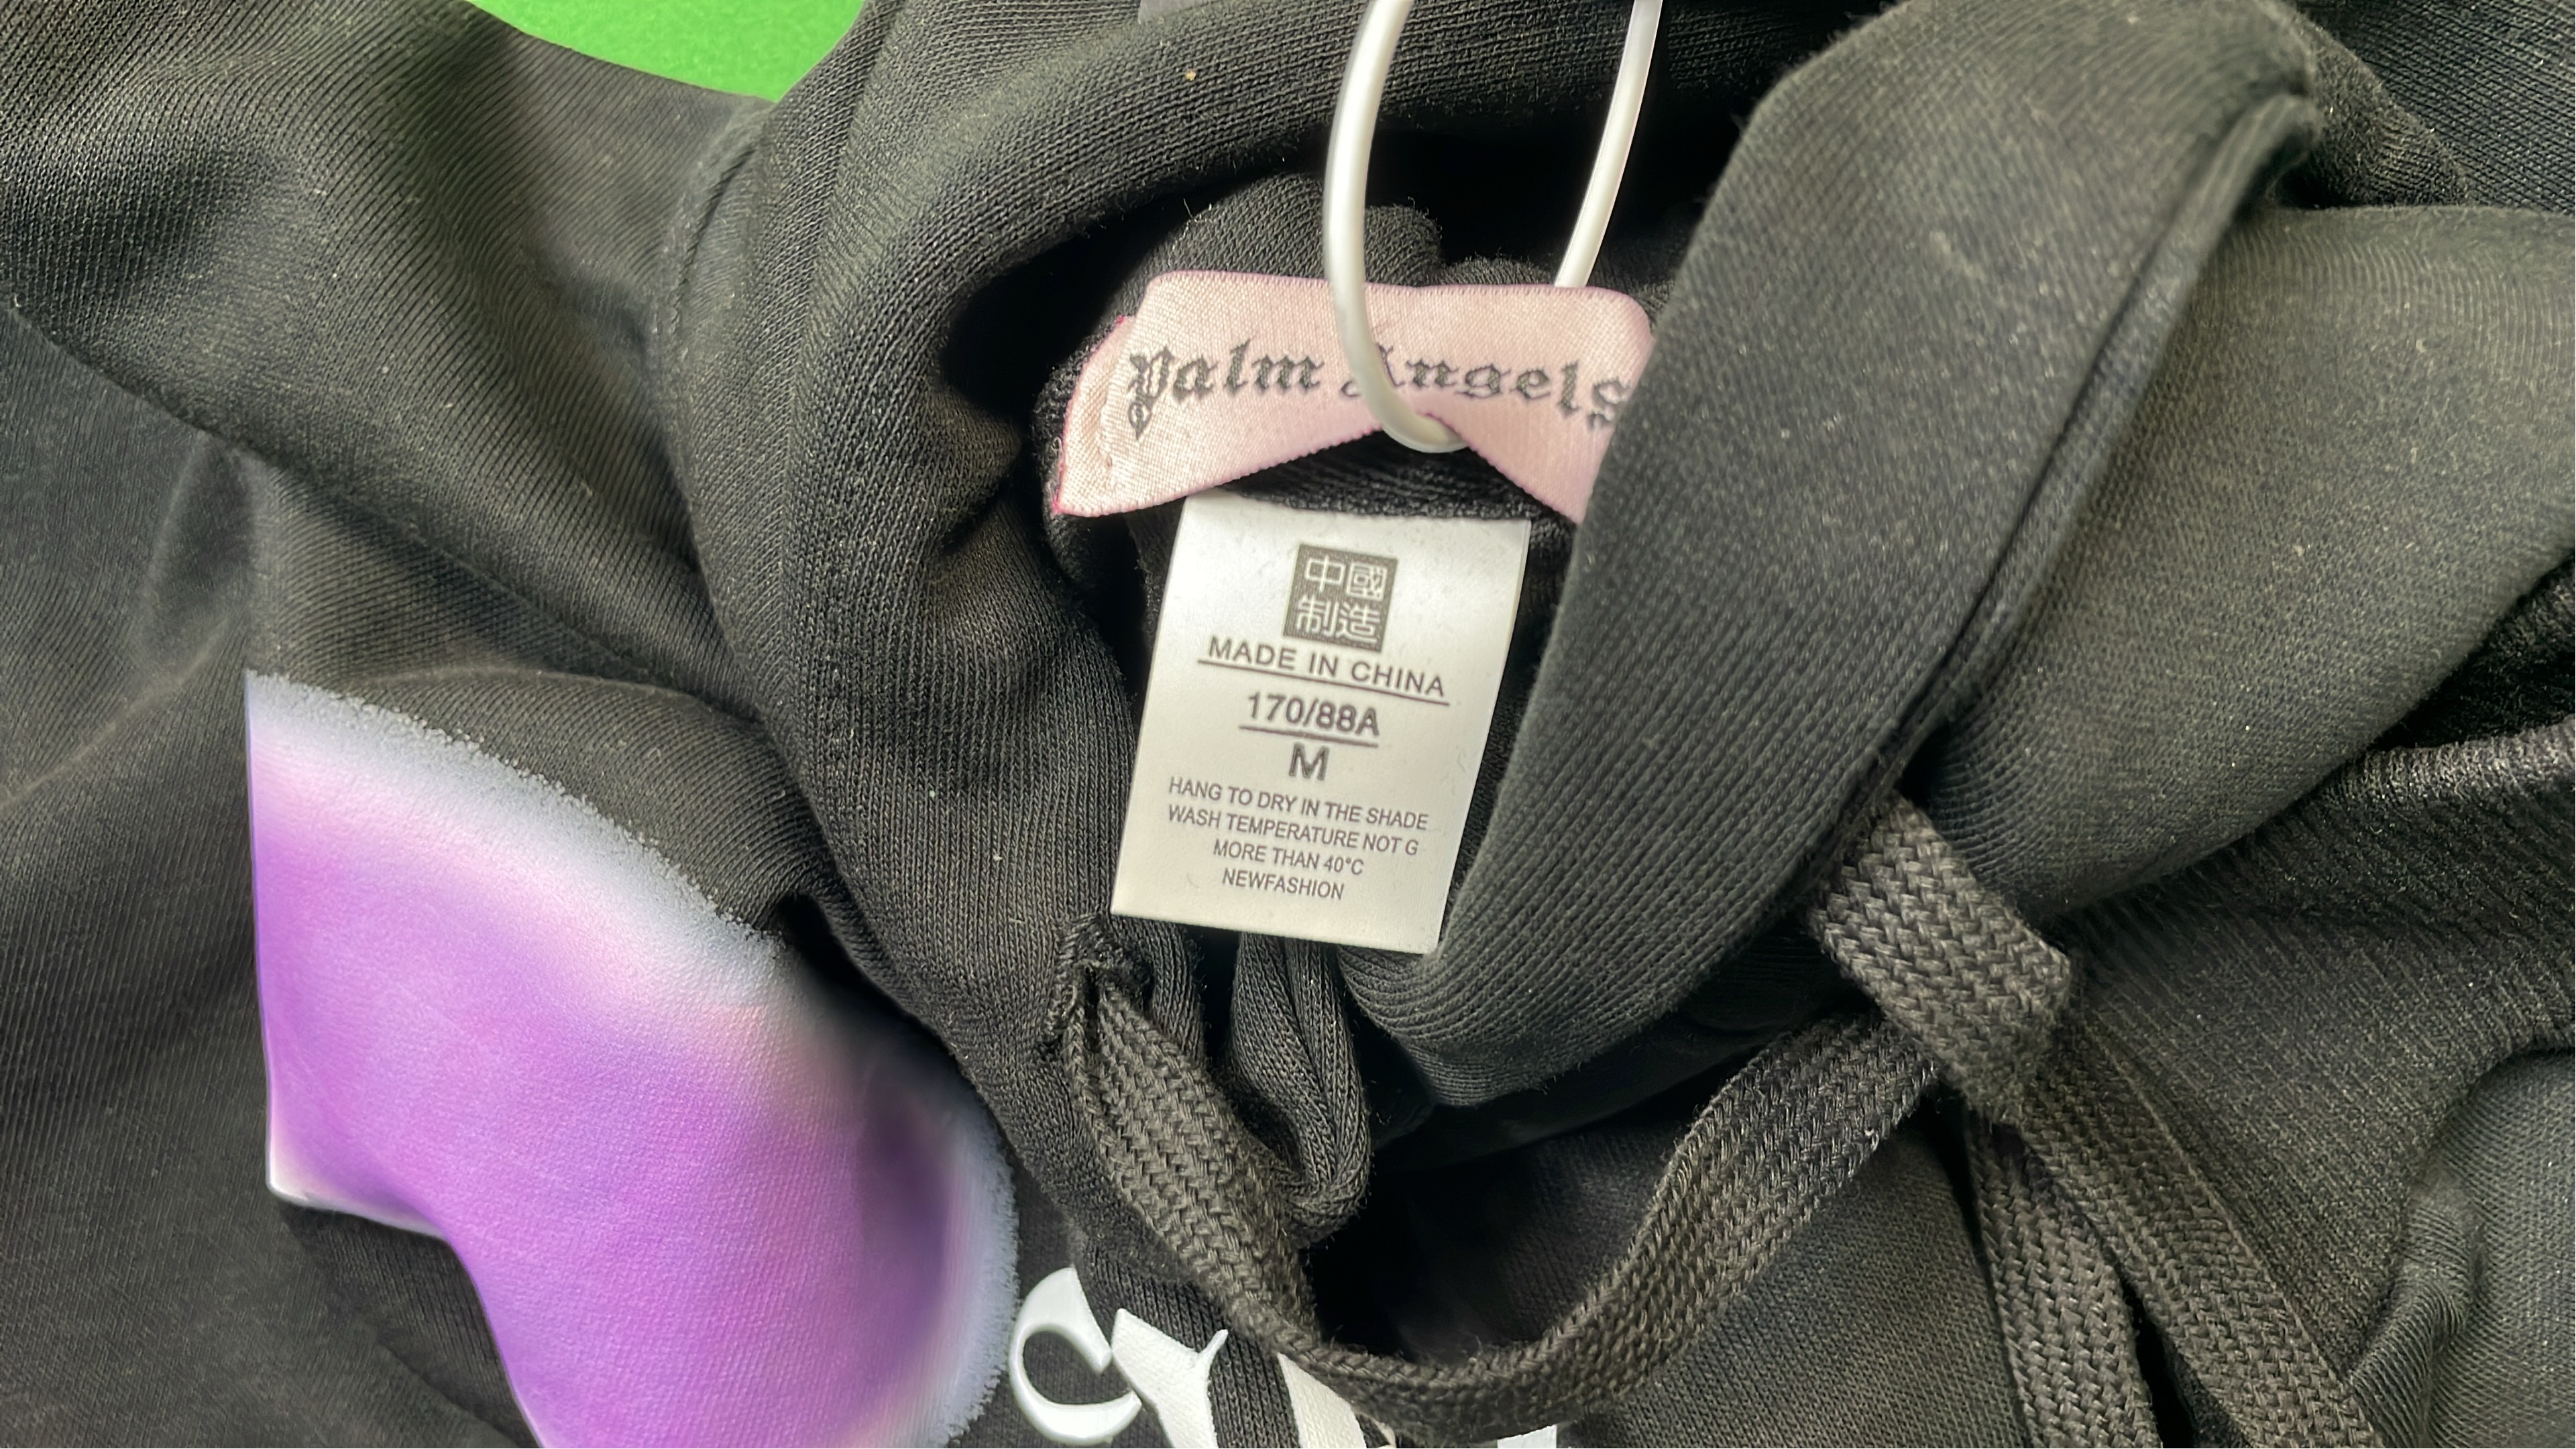 Palm Angels
中國
制造
MADE IN CHINA
170/88A
M
HANG TO DRY IN THE SHADE
WASH TEMPERATURE NOT G
MORE THAN 40°C
NEWFASHION